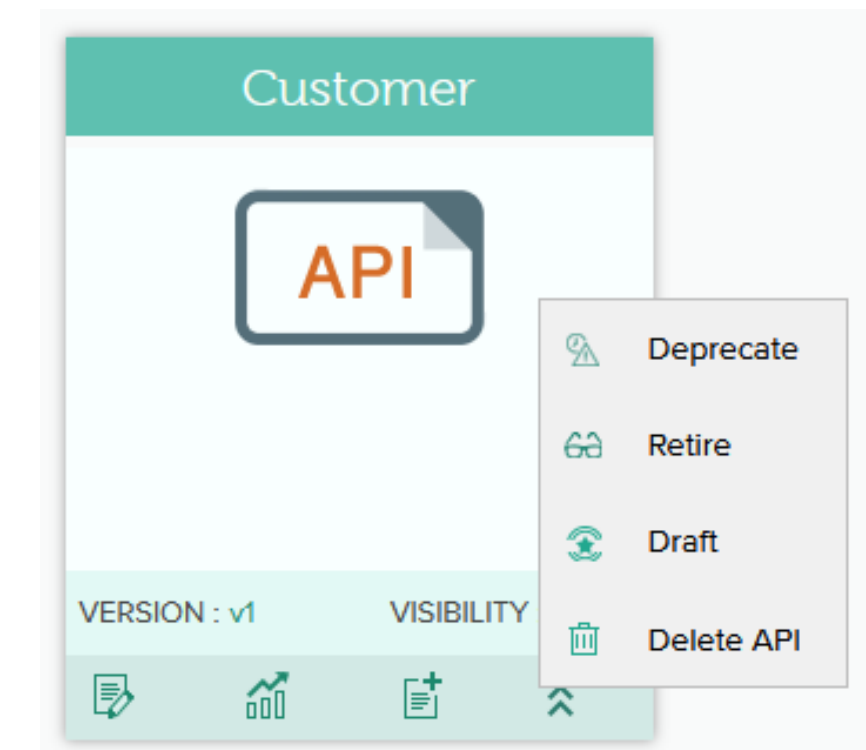 Customer
API
Deprecate
Retire
Draft
VERSION : v1 VISIBILITY
Delete API